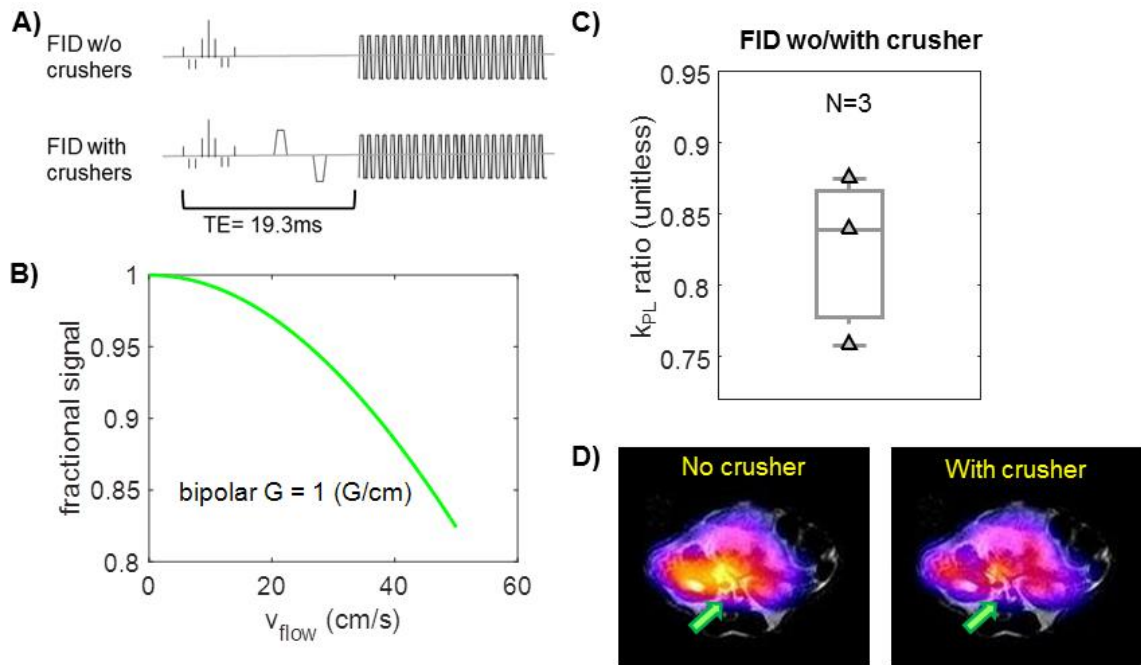 A)
FID w/o
crushers
FID with
crushers
TE= 19.3ms
B)
1
0.95
0.9
0.85
0.8
0
20
40
60
fractional signal
bipolar G = 1 (G/cm)
vflow (cm/s)
C)
FID wo/with crusher
N=3
0.95
0.9
0.85
0.8
0.75
kPL ratio (unitless)
D)
No crusher
With crusher